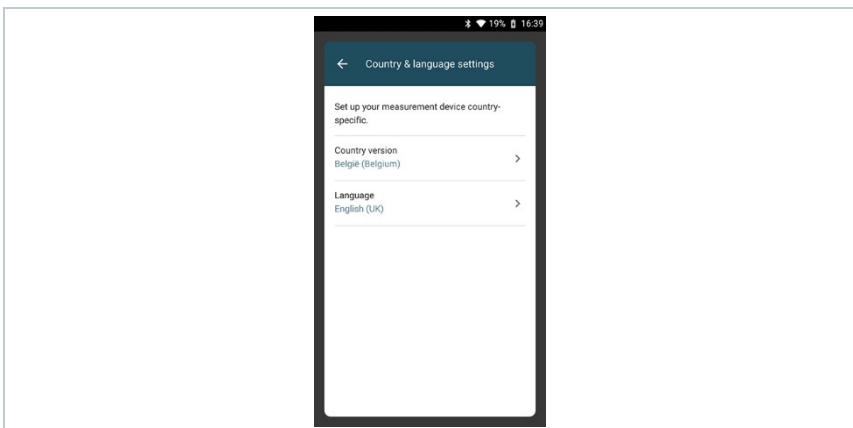 19% 16:39
Country & language settings
Set up your measurement device country-
specific.
Country version
België (Belgium)
Language
English (UK)